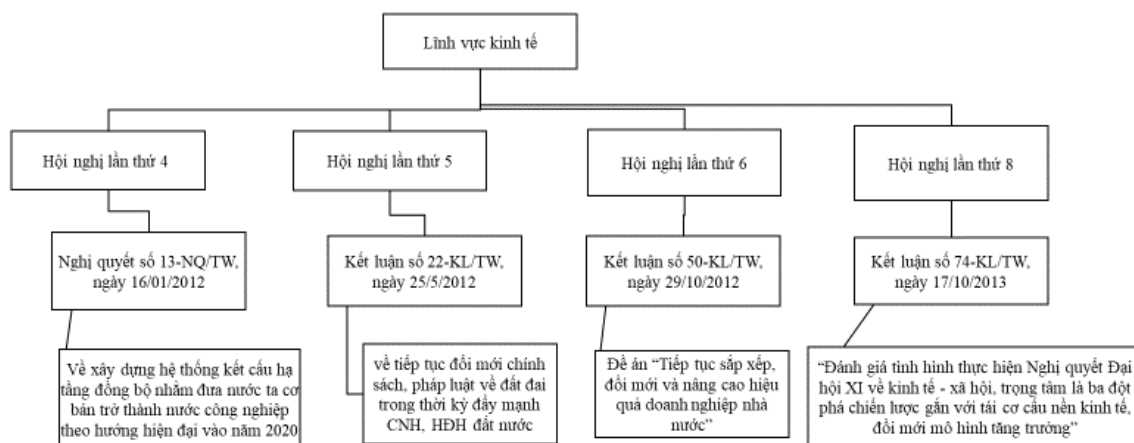 Lĩnh vực kinh tế
Hội nghị lần thứ 4
Hội nghị lần thứ 5
Hội nghị lần thứ 6
Hội nghị lần thứ 8
Nghị quyết số 13-NQ/TW,
ngày 16/01/2012
Kết luận số 22-KL/TW,
ngày 25/5/2012
Kết luận số 50-KL/TW,
ngày 29/10/2012
Kết luận số 74-KL/TW,
ngày 17/10/2013
Về xây dựng hệ thống kết cấu hạ
tầng đồng bộ nhằm đưa nước ta cơ
bản trở thành nước công nghiệp
theo hướng hiện đại vào năm 2020
về tiếp tục đổi mới chính
sách, pháp luật về đất đai
trong thời kỳ đẩy mạnh
CNH, HĐH đất nước
Đề án “Tiếp tục sắp xếp,
đổi mới và nâng cao hiệu
quả doanh nghiệp nhà
nước”
“Đánh giá tình hình thực hiện Nghị quyết Đại
hội XI về kinh tế - xã hội, trọng tâm là ba đột
phá chiến lược gắn với tái cơ cấu nền kinh tế,
đổi mới mô hình tăng trưởng”